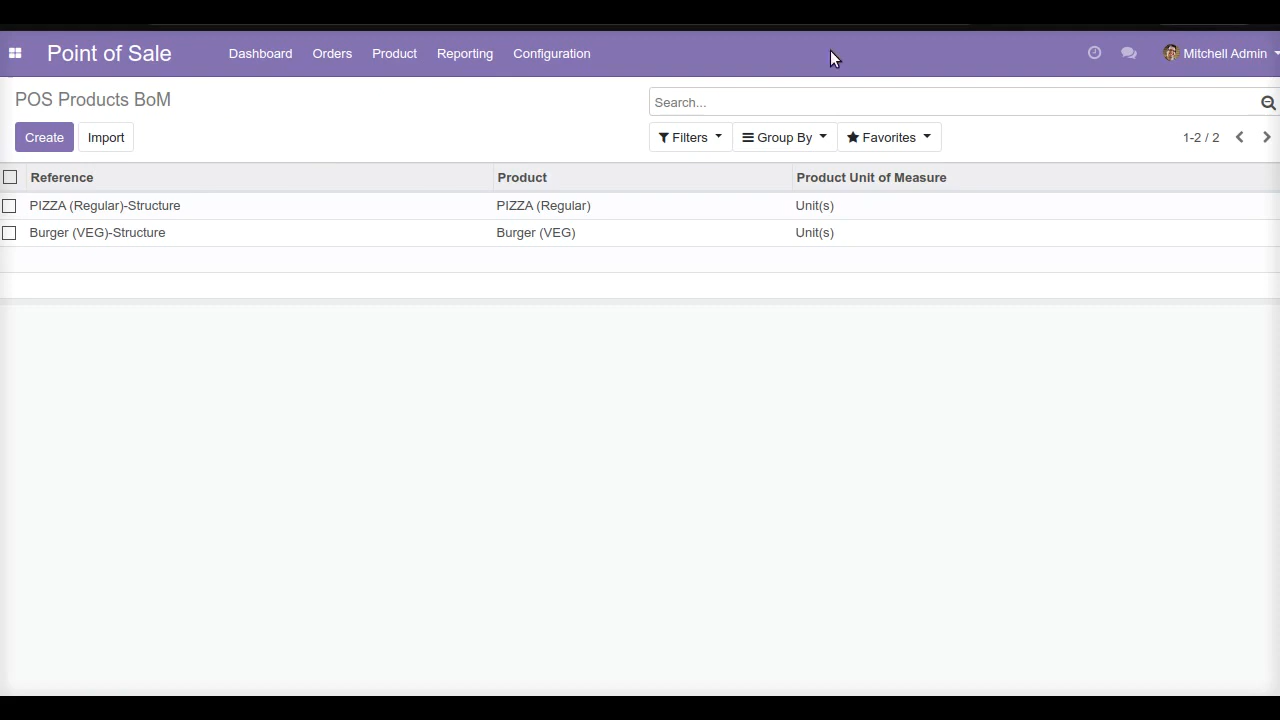 Point of Sale Dashboard Orders Product Reporting Configuration Mitchell Admin
POS Products BoM Search...
Create Import Filters Group By Favorites 1-2 / 2
Reference Product Product Unit of Measure
PIZZA (Regular)-Structure PIZZA (Regular) Unit(s)
Burger (VEG)-Structure Burger (VEG) Unit(s)